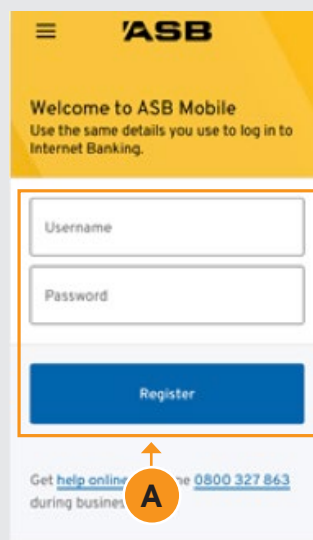 ASB
Welcome to ASB Mobile
Use the same details you use to log in to
Internet Banking.
Username
Password
Register
Get help online 0800 327 863
during
A